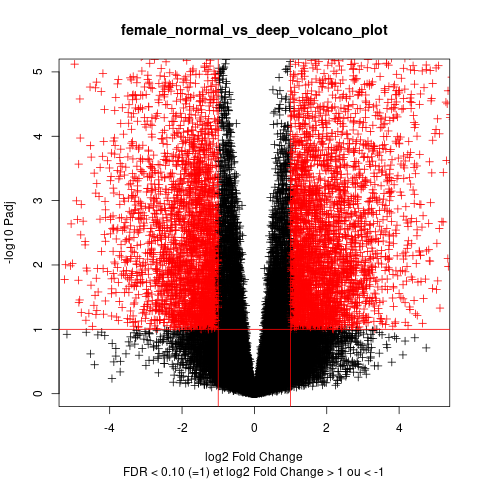 female_normal_vs_deep_volcano_plot
5
4
3
2
1
0
-log10 Padj
-4 -2 0 2 4
log2 Fold Change
FDR < 0.10 (=1) et log2 Fold Change > 1 ou < -1